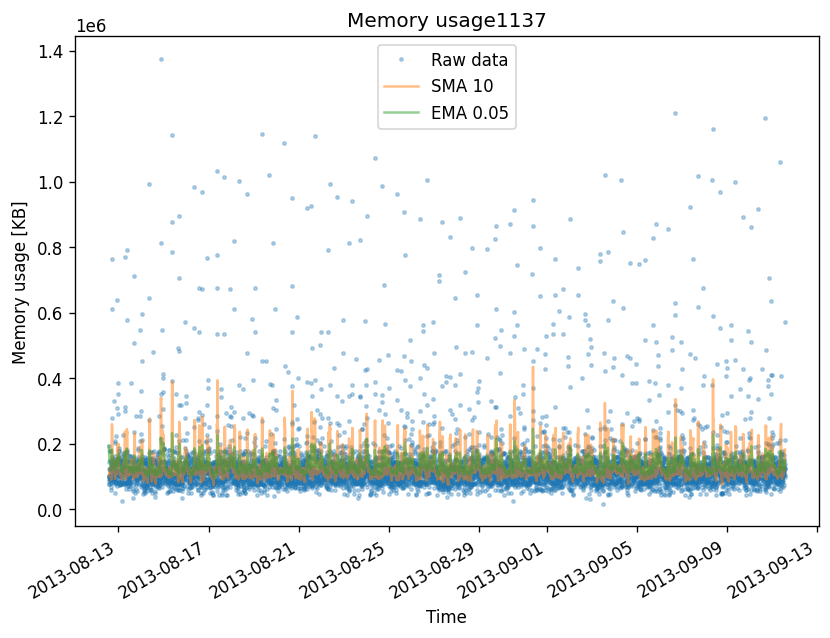 Memory usage1137
1e6
Raw data
SMA 10
EMA 0.05
1.4
1.2
1.0
0.8
0.6
0.4
0.2
0.0
Memory usage [KB]
2013-08-13
2013-08-17
2013-08-21
2013-08-25
2013-08-29
2013-09-01
2013-09-05
2013-09-09
2013-09-13
Time